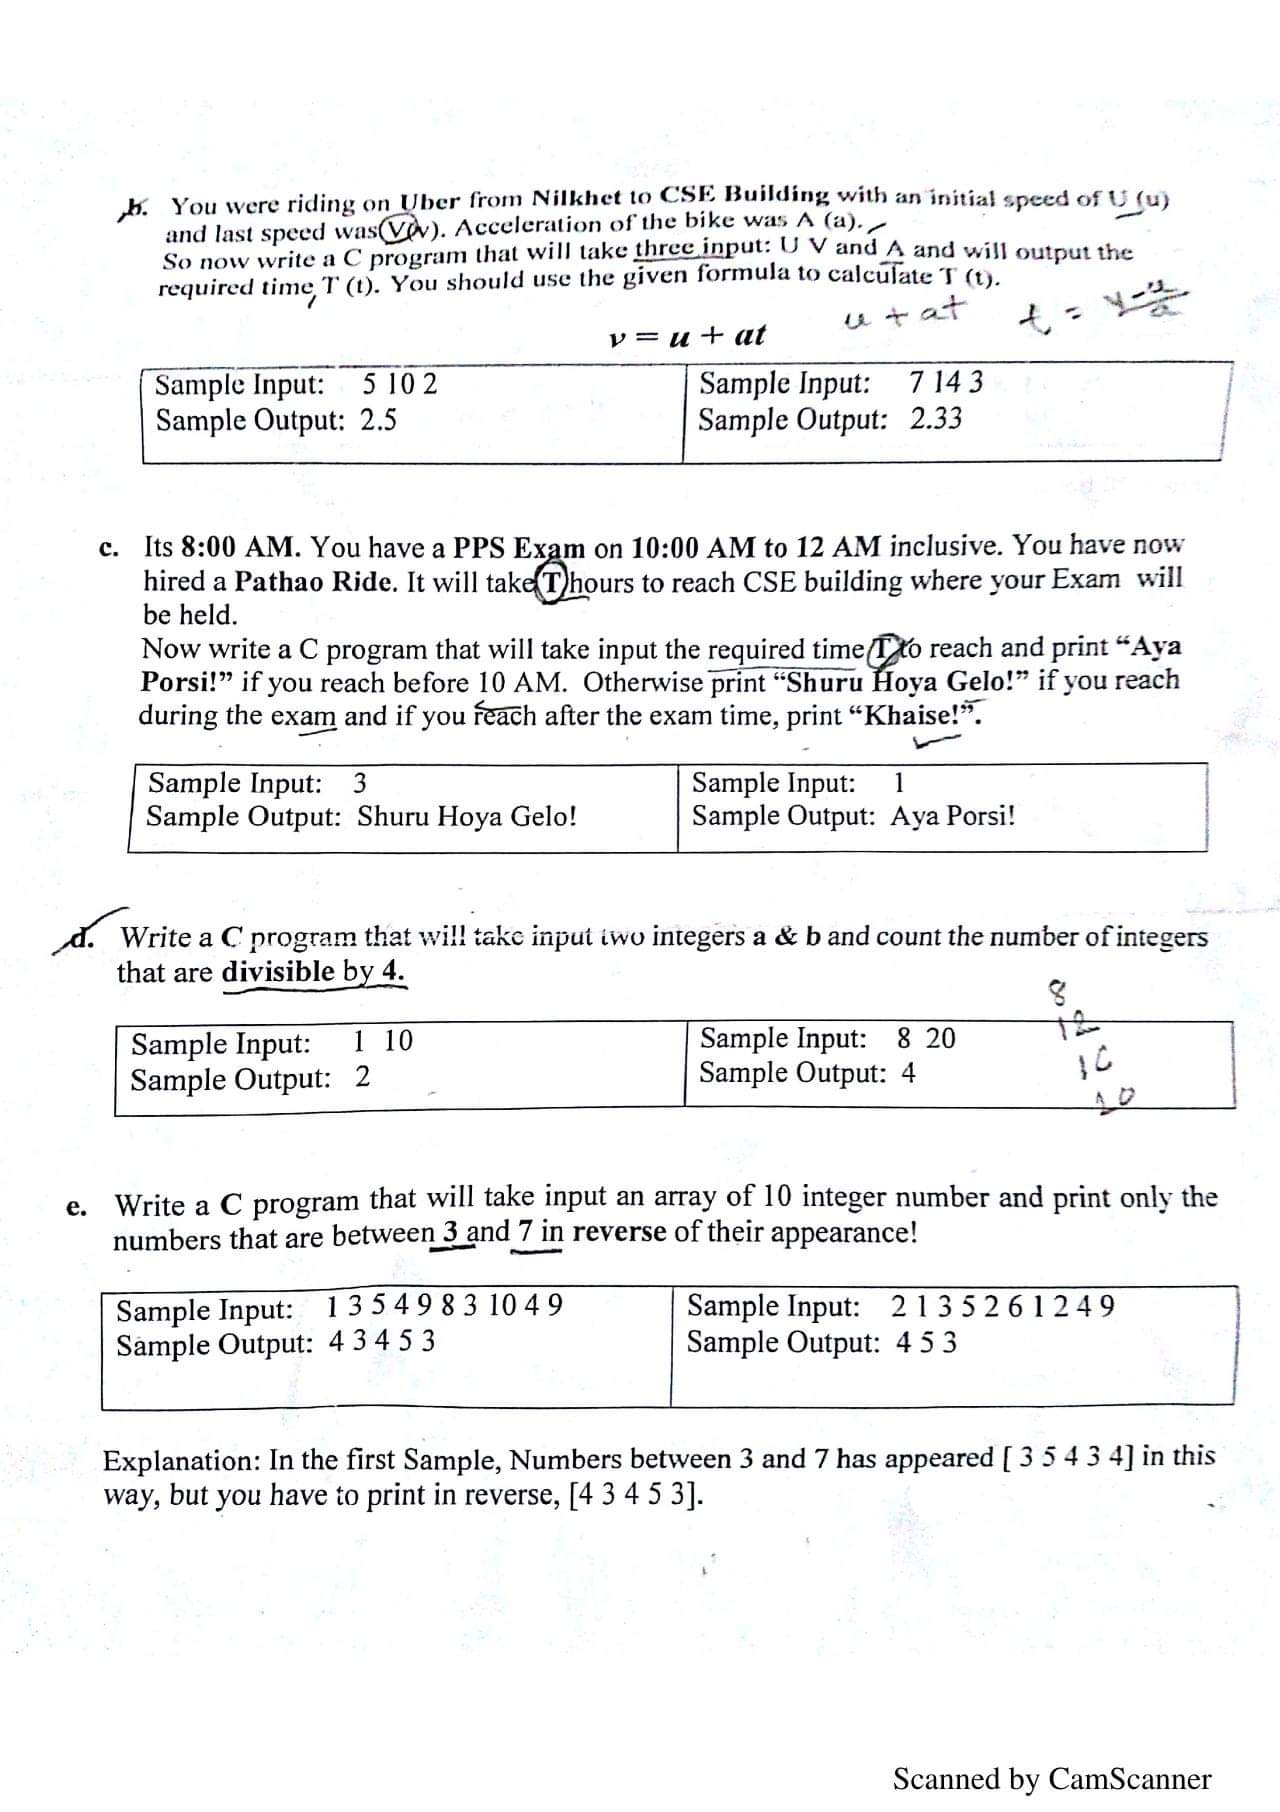 b. You were riding on Uber from Nilkhet to CSE Building with an initial speed of U (u)
and last speed was V(v). Acceleration of the bike was A (a).
So now write a C program that will take three input: U V and A and will output the
required time T (t). You should use the given formula to calculate T (t).
v = u + at
u + at t = v-u/a
Sample Input: 5 10 2
Sample Output: 2.5
Sample Input: 7 14 3
Sample Output: 2.33
c. Its 8:00 AM. You have a PPS Exam on 10:00 AM to 12 AM inclusive. You have now
hired a Pathao Ride. It will take T hours to reach CSE building where your Exam will
be held.
Now write a C program that will take input the required time T to reach and print “Aya
Porsi!” if you reach before 10 AM. Otherwise print “Shuru Hoya Gelo!” if you reach
during the exam and if you reach after the exam time, print “Khaise!”.
Sample Input: 3
Sample Output: Shuru Hoya Gelo!
Sample Input: 1
Sample Output: Aya Porsi!
d. Write a C program that will take input two integers a & b and count the number of integers
that are divisible by 4.
Sample Input: 1 10
Sample Output: 2
Sample Input: 8 20
Sample Output: 4
8
12
16
20
e. Write a C program that will take input an array of 10 integer number and print only the
numbers that are between 3 and 7 in reverse of their appearance!
Sample Input: 1 3 5 4 9 8 3 10 4 9
Sample Output: 4 3 4 5 3
Sample Input: 2 1 3 5 2 6 1 2 4 9
Sample Output: 4 5 3
Explanation: In the first Sample, Numbers between 3 and 7 has appeared [ 3 5 4 3 4] in this
way, but you have to print in reverse, [4 3 4 5 3].
Scanned by CamScanner